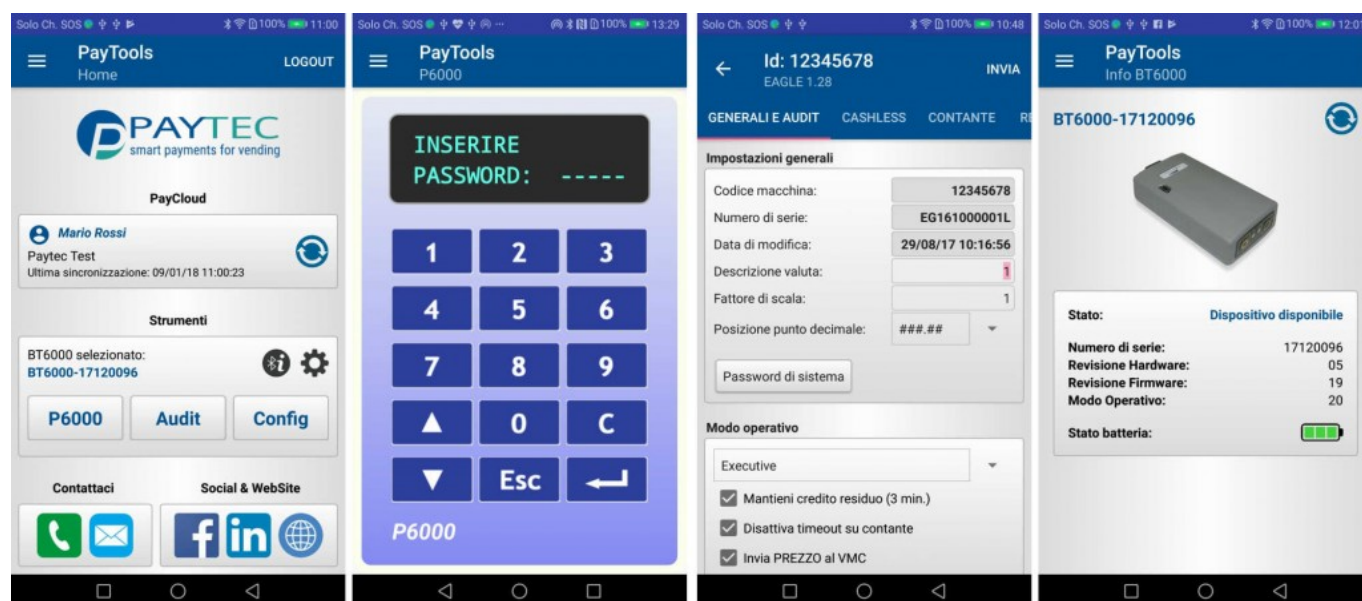 Solo Ch. SOS 100% 11:00
PayTools
Home
LOGOUT
PAYTEC
smart payments for vending
PayCloud
Mario Rossi
Paytec Test
Ultima sincronizzazione: 09/01/18 11:00:23
Strumenti
BT6000 selezionato:
BT6000-17120096
P6000 Audit Config
Contattaci Social & WebSite
f in
Solo Ch. SOS 100% 13:29
PayTools
P6000
INSERIRE
PASSWORD: -----
1 2 3
4 5 6
7 8 9
0 C
Esc
P6000
Solo Ch. SOS 100% 10:48
Id: 12345678
EAGLE 1.28
INVIA
GENERALI E AUDIT CASHLESS CONTANTE
Impostazioni generali
Codice macchina: 12345678
Numero di serie: EG161000001L
Data di modifica: 29/08/17 10:16:56
Descrizione valuta: 1
Fattore di scala: 1
Posizione punto decimale: ###.##
Password di sistema
Modo operativo
Executive
Mantieni credito residuo (3 min.)
Disattiva timeout su contante
Invia PREZZO al VMC
Solo Ch. SOS 100% 12:01
PayTools
Info BT6000
BT6000-17120096
Stato: Dispositivo disponibile
Numero di serie: 17120096
Revisione Hardware: 05
Revisione Firmware: 19
Modo Operativo: 20
Stato batteria: